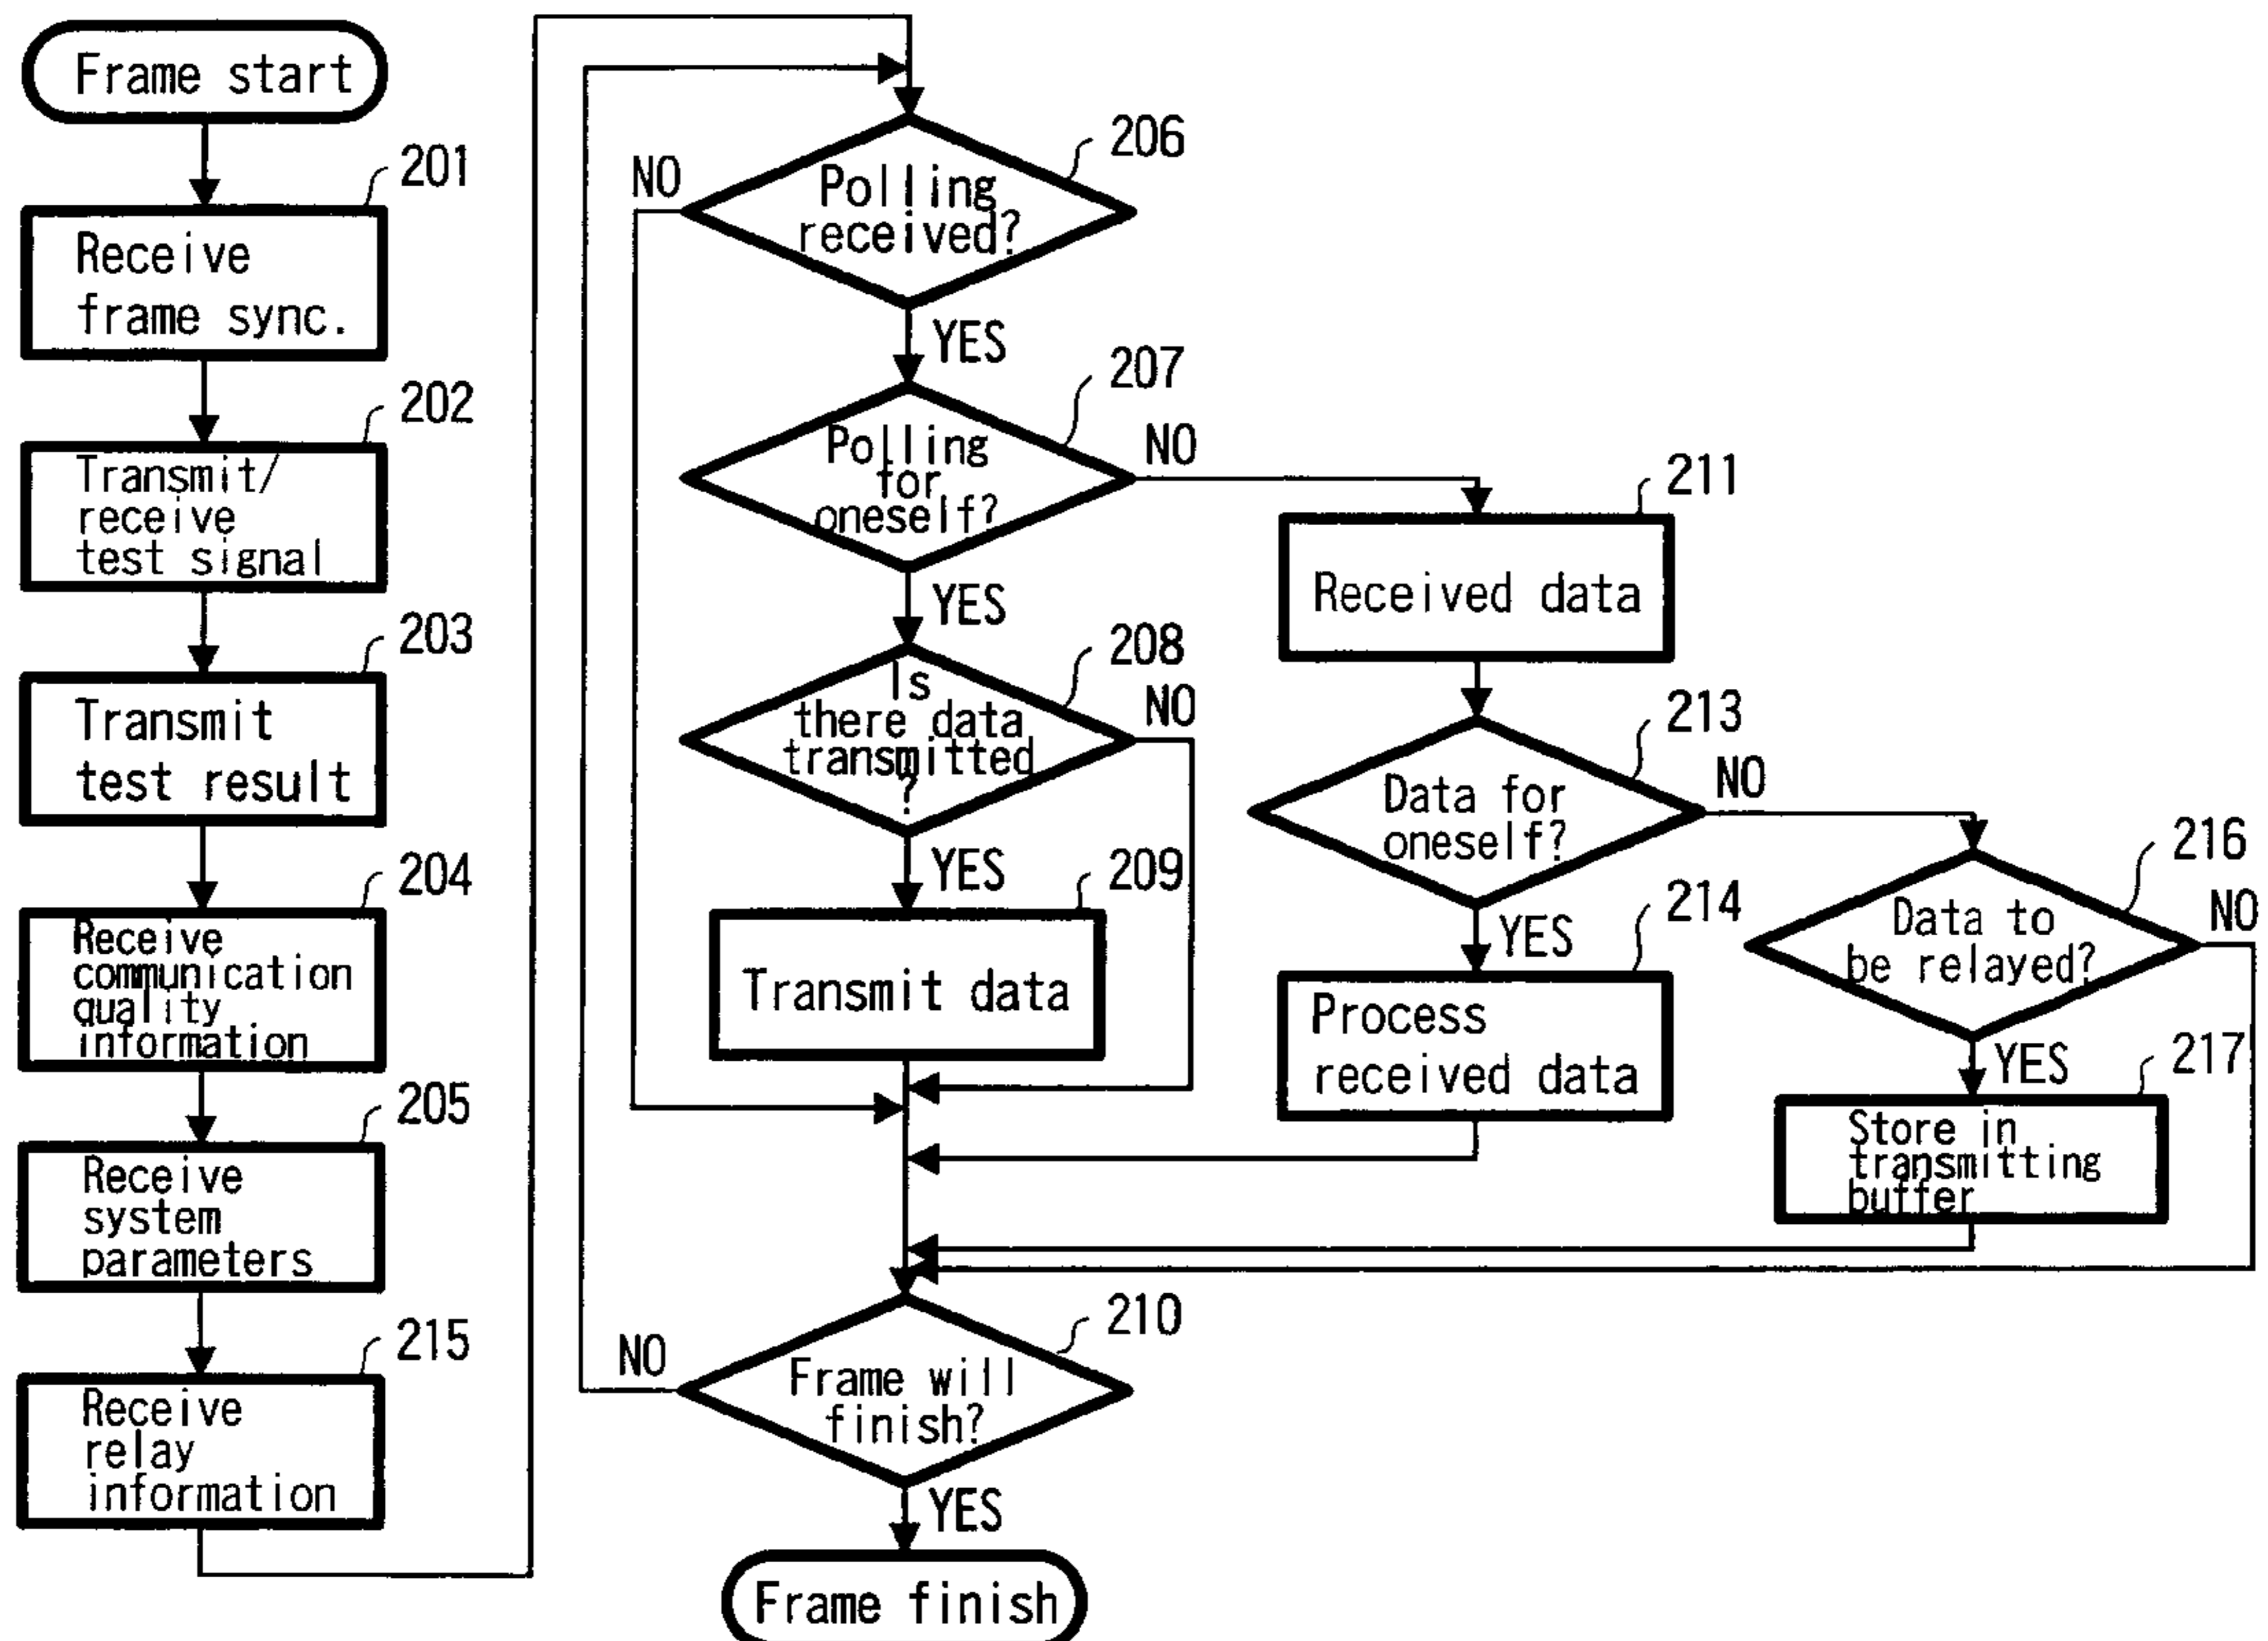 Frame start
201
Receive
frame sync.
202
Transmit/
receive
test signal
203
Transmit
test result
204
Receive
communication
quality
information
205
Receive
system
parameters
215
Receive
relay
information
206
Polling
received?
NO
YES
207
Polling
for
oneself?
NO
YES
208
Is
there data
transmitted
?
NO
YES
209
Transmit data
211
Received data
213
Data for
oneself?
NO
YES
214
Process
received data
216
Data to
be relayed?
NO
YES
217
Store in
transmitting
buffer
210
Frame will
finish?
NO
YES
Frame finish